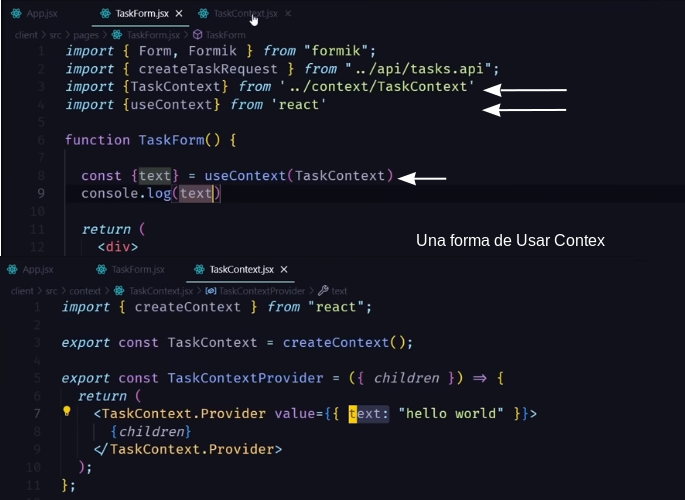 App.jsx TaskForm.jsx TaskContext.jsx
client > src > pages > TaskForm.jsx > TaskForm
1 import { Form, Formik } from "formik";
2 import { createTaskRequest } from "../api/tasks.api";
3 import {TaskContext} from '../context/TaskContext'
4 import {useContext} from 'react'
5
6 function TaskForm() {
7
8 const {text} = useContext(TaskContext)
9 console.log(text)
10
11 return (
12 <div>
Una forma de Usar Contex
App.jsx TaskForm.jsx TaskContext.jsx
client > src > context > TaskContext.jsx > TaskContextProvider > text
1 import { createContext } from "react";
2
3 export const TaskContext = createContext();
4
5 export const TaskContextProvider = ({ children }) => {
6 return (
7 <TaskContext.Provider value={{ text: "hello world" }}>
8 {children}
9 </TaskContext.Provider>
10 );
11 };
12